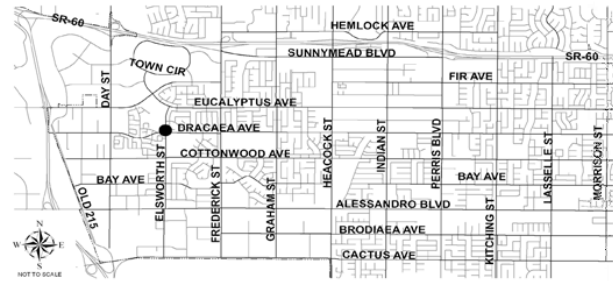 SR-60
HEMLOCK AVE
SUNNYMEAD BLVD
SR-60
TOWN CIR
FIR AVE
DAY ST
EUCALYPTUS AVE
DRACAEA AVE
COTTONWOOD AVE
HEACOCK ST
INDIAN ST
PERRIS BLVD
BAY AVE
BAY AVE
ELSWORTH ST
FREDERICK ST
GRAHAM ST
LASSELLE ST
MORRISON ST
OLD 215
ALESSANDRO BLVD
KITCHING ST
BRODIAEA AVE
CACTUS AVE
N
W
E
S
NOT TO SCALE